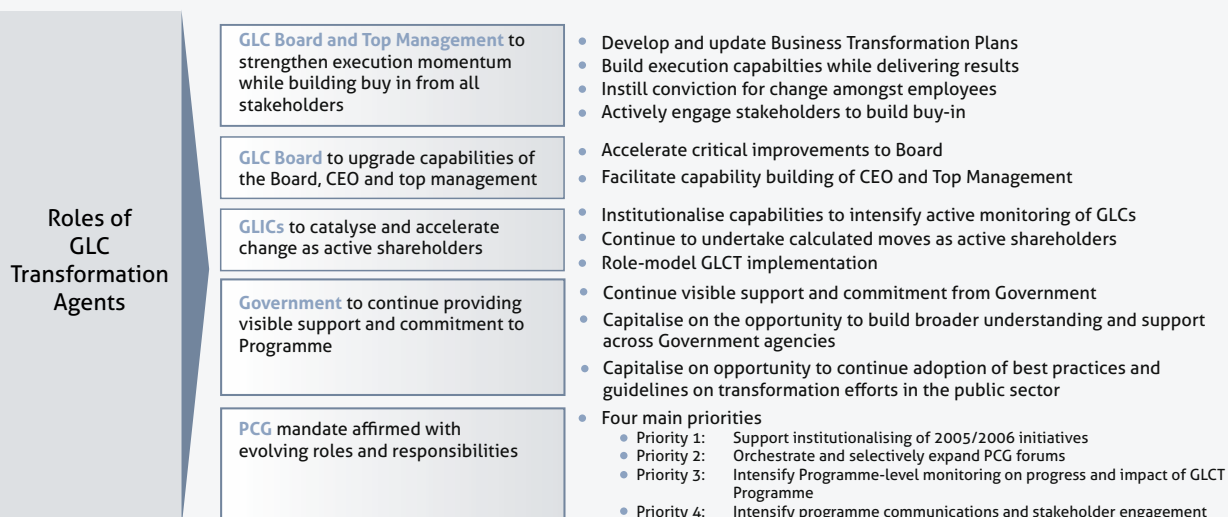 Roles of
GLC
Transformation
Agents
GLC Board and Top Management to
strengthen execution momentum
while building buy in from all
stakeholders
Develop and update Business Transformation Plans
Build execution capabilties while delivering results
Instill conviction for change amongst employees
Actively engage stakeholders to build buy-in
GLC Board to upgrade capabilities of
the Board, CEO and top management
Accelerate critical improvements to Board
Facilitate capability building of CEO and Top Management
GLICs to catalyse and accelerate
change as active shareholders
Institutionalise capabilities to intensify active monitoring of GLCs
Continue to undertake calculated moves as active shareholders
Role-model GLCT implementation
Government to continue providing
visible support and commitment to
Programme
Continue visible support and commitment from Government
Capitalise on the opportunity to build broader understanding and support
across Government agencies
Capitalise on opportunity to continue adoption of best practices and
guidelines on transformation efforts in the public sector
PCG mandate affirmed with
evolving roles and responsibilities
Four main priorities
Priority 1: Support institutionalising of 2005/2006 initiatives
Priority 2: Orchestrate and selectively expand PCG forums
Priority 3: Intensify Programme-level monitoring on progress and impact of GLCT
Programme
Priority 4: Intensify programme communications and stakeholder engagement